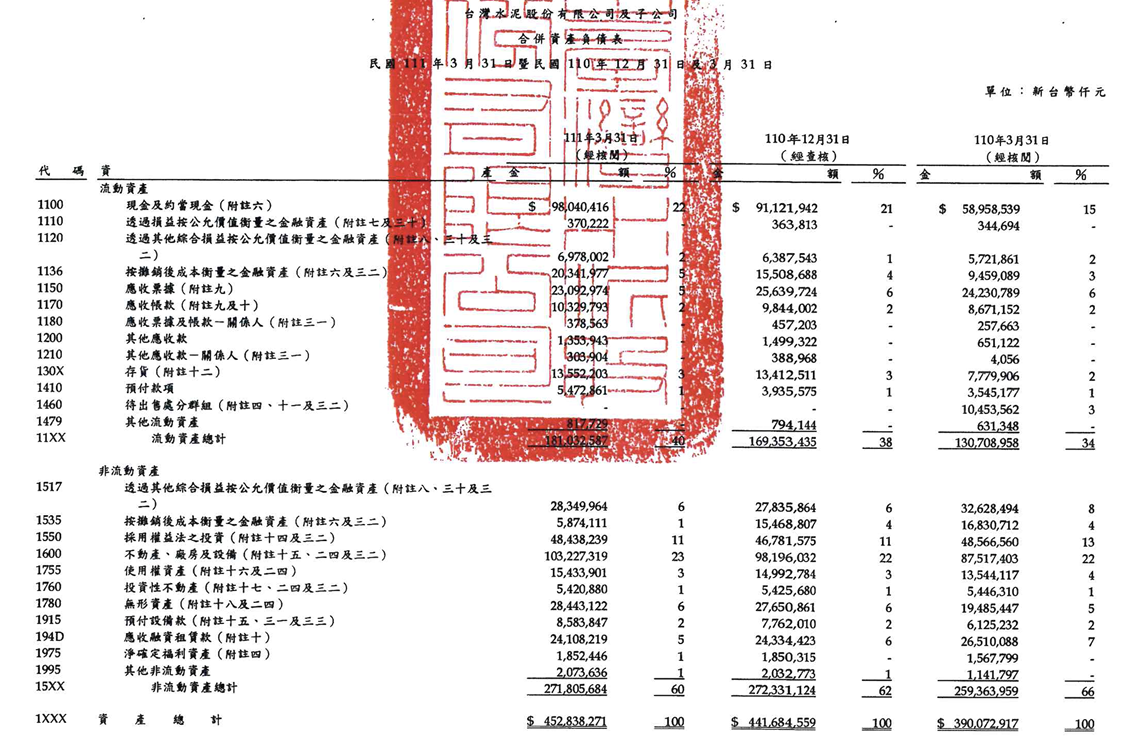 台灣水泥股份有限公司及子公司
合併資產負債表
民國 111 年 3 月 31 日暨民國 110 年 12 月 31 日及 3 月 31 日
單位：新台幣仟元
111年3月31日 110年12月31日 110年3月31日
（經核閱） （經查核） （經核閱）
代 碼 資 產 金 額 % 金 額 % 金 額 %
流動資產
1100 現金及約當現金（附註六） $ 98,040,416 22 $ 91,121,942 21 $ 58,958,539 15
1110 透過損益按公允價值衡量之金融資產（附註七及三十） 370,222 - 363,813 - 344,694 -
1120 透過其他綜合損益按公允價值衡量之金融資產（附註八、三十及三
二） 6,978,002 2 6,387,543 1 5,721,861 2
1136 按攤銷後成本衡量之金融資產（附註六及三二） 20,341,977 5 15,508,688 4 9,459,089 3
1150 應收票據（附註九） 23,092,974 5 25,639,724 6 24,230,789 6
1170 應收帳款（附註九及十） 10,329,793 2 9,844,002 2 8,671,152 2
1180 應收票據及帳款－關係人（附註三一） 378,563 - 457,203 - 257,663 -
1200 其他應收款 1,353,943 - 1,499,322 - 651,122 -
1210 其他應收款－關係人（附註三一） 303,904 - 388,968 - 4,056 -
130X 存貨（附註十二） 13,552,203 3 13,412,511 3 7,779,906 2
1410 預付款項 5,472,861 1 3,935,575 1 3,545,177 1
1460 待出售處分群組（附註四、十一及三二） - - - - 10,453,562 3
1479 其他流動資產 817,729 - 794,144 - 631,348 -
11XX 流動資產總計 181,032,587 40 169,353,435 38 130,708,958 34
非流動資產
1517 透過其他綜合損益按公允價值衡量之金融資產（附註八、三十及三
二） 28,349,964 6 27,835,864 6 32,628,494 8
1535 按攤銷後成本衡量之金融資產（附註六及三二） 5,874,111 1 15,468,807 4 16,830,712 4
1550 採用權益法之投資（附註十四及三二） 48,438,239 11 46,781,575 11 48,566,560 13
1600 不動產、廠房及設備（附註十五、二四及三二） 103,227,319 23 98,196,032 22 87,517,403 22
1755 使用權資產（附註十六及二四） 15,433,901 3 14,992,784 3 13,544,117 4
1760 投資性不動產（附註十七、二四及三二） 5,420,880 1 5,425,680 1 5,446,310 1
1780 無形資產（附註十八及二四） 28,443,122 6 27,650,861 6 19,485,447 5
1915 預付設備款（附註十五、三一及三三） 8,583,847 2 7,762,010 2 6,125,232 2
194D 應收融資租賃款（附註十） 24,108,219 5 24,334,423 6 26,510,088 7
1975 淨確定福利資產（附註四） 1,852,446 1 1,850,315 - 1,567,799 -
1995 其他非流動資產 2,073,636 1 2,032,773 1 1,141,797 -
15XX 非流動資產總計 271,805,684 60 272,331,124 62 259,363,959 66
1XXX 資 產 總 計 $ 452,838,271 100 $ 441,684,559 100 $ 390,072,917 100